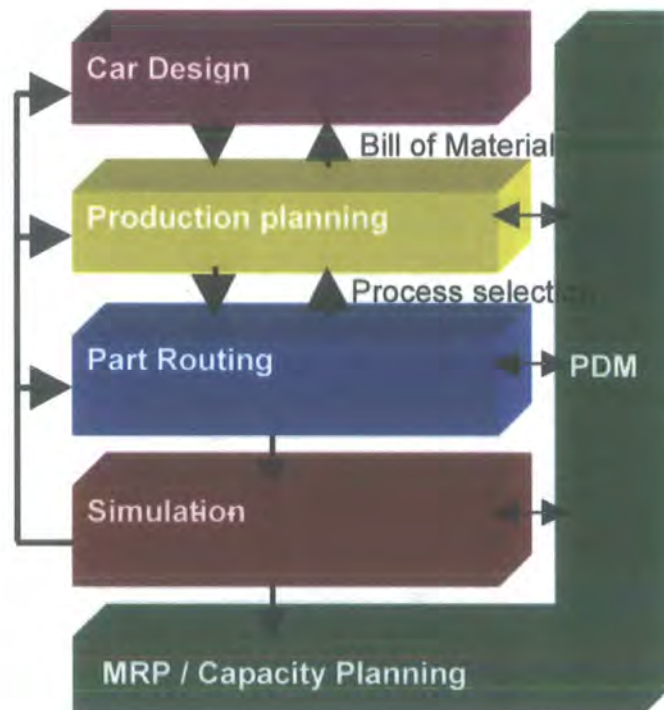 Car Design
Bill of Material
Production planning
Process selection
Part Routing
PDM
Simulation
MRP / Capacity Planning